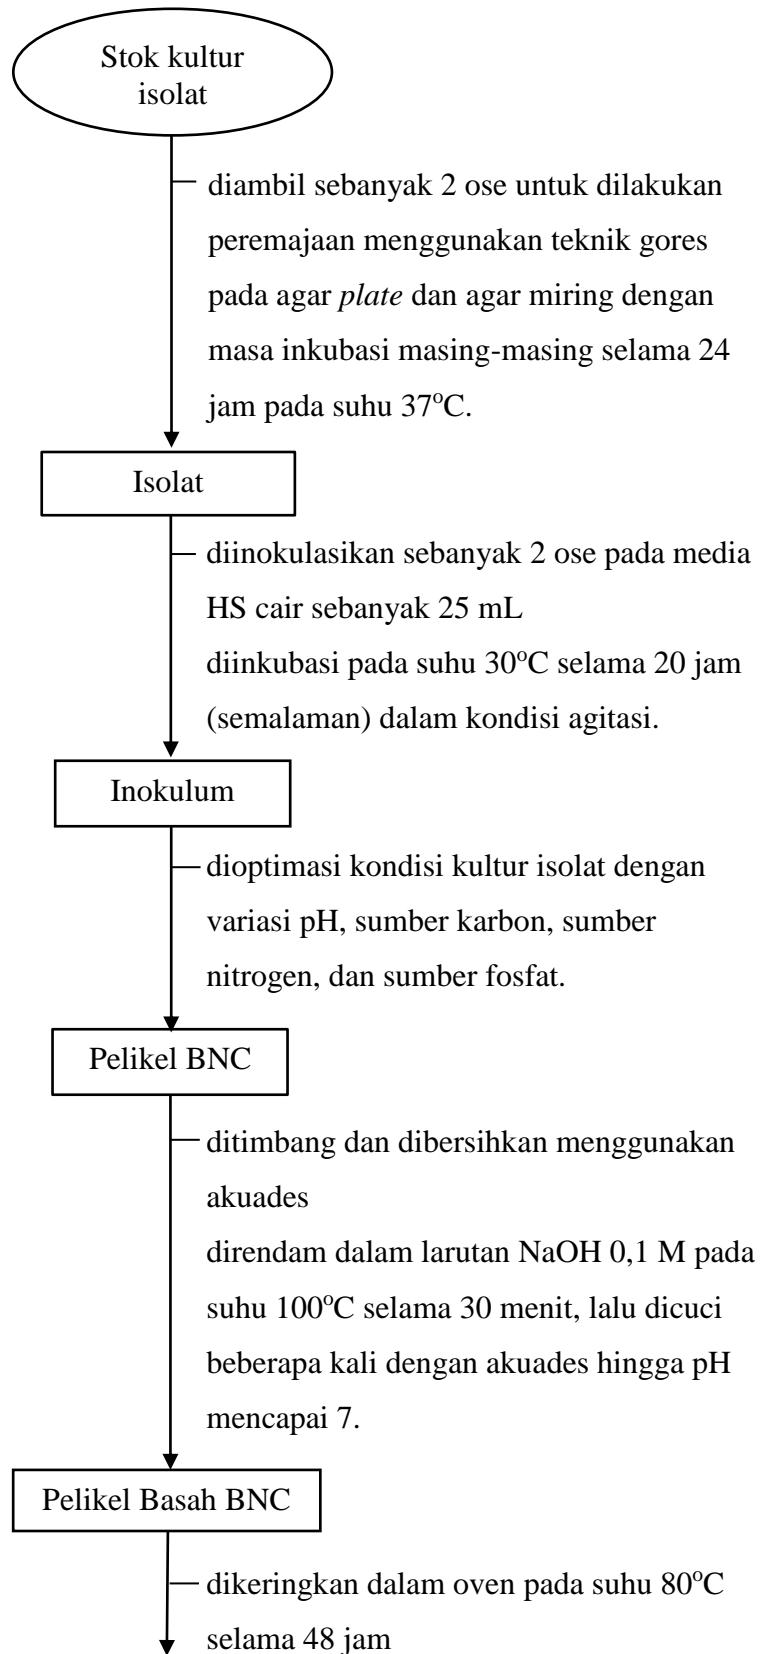 Stok kultur
isolat
diambil sebanyak 2 ose untuk dilakukan
peremajaan menggunakan teknik gores
pada agar plate dan agar miring dengan
masa inkubasi masing-masing selama 24
jam pada suhu 37°C.
Isolat
diinokulasikan sebanyak 2 ose pada media
HS cair sebanyak 25 mL
diinkubasi pada suhu 30°C selama 20 jam
(semalaman) dalam kondisi agitasi.
Inokulum
dioptimasi kondisi kultur isolat dengan
variasi pH, sumber karbon, sumber
nitrogen, dan sumber fosfat.
Pelikel BNC
ditimbang dan dibersihkan menggunakan
akuades
direndam dalam larutan NaOH 0,1 M pada
suhu 100°C selama 30 menit, lalu dicuci
beberapa kali dengan akuades hingga pH
mencapai 7.
Pelikel Basah BNC
dikeringkan dalam oven pada suhu 80°C
selama 48 jam